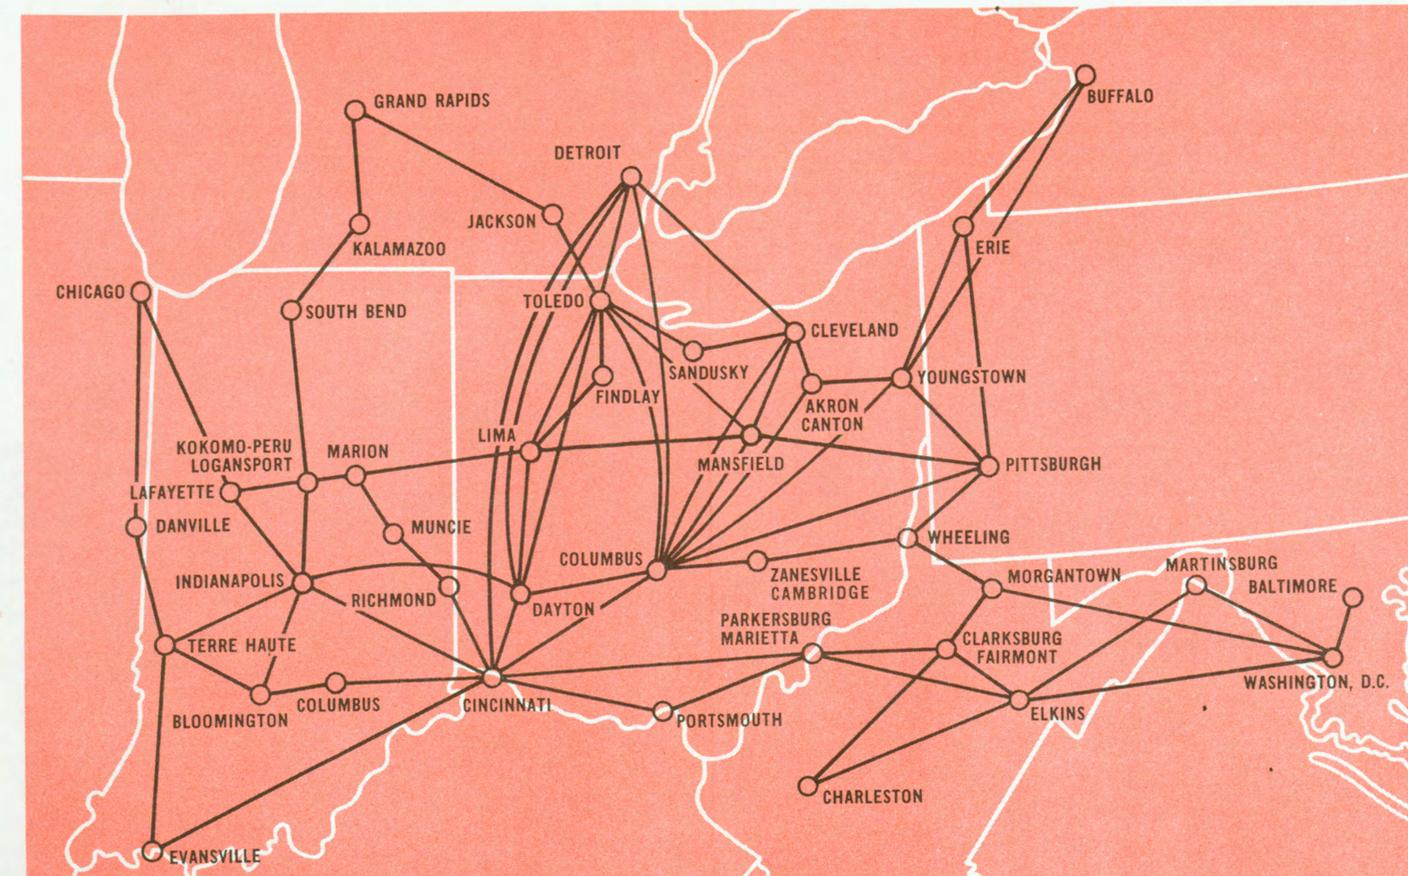 BUFFALO
GRAND RAPIDS
DETROIT
JACKSON
KALAMAZOO
ERIE
CHICAGO
TOLEDO
SOUTH BEND
CLEVELAND
SANDUSKY
YOUNGSTOWN
FINDLAY
AKRON
CANTON
LIMA
KOKOMO-PERU
LOGANSPORT
MARION
MANSFIELD
PITTSBURGH
LAFAYETTE
DANVILLE
MUNCIE
WHEELING
COLUMBUS
ZANESVILLE
CAMBRIDGE
MORGANTOWN
MARTINSBURG
BALTIMORE
INDIANAPOLIS
RICHMOND
DAYTON
PARKERSBURG
MARIETTA
TERRE HAUTE
CLARKSBURG
FAIRMONT
WASHINGTON, D.C.
BLOOMINGTON
COLUMBUS
CINCINNATI
PORTSMOUTH
ELKINS
CHARLESTON
EVANSVILLE